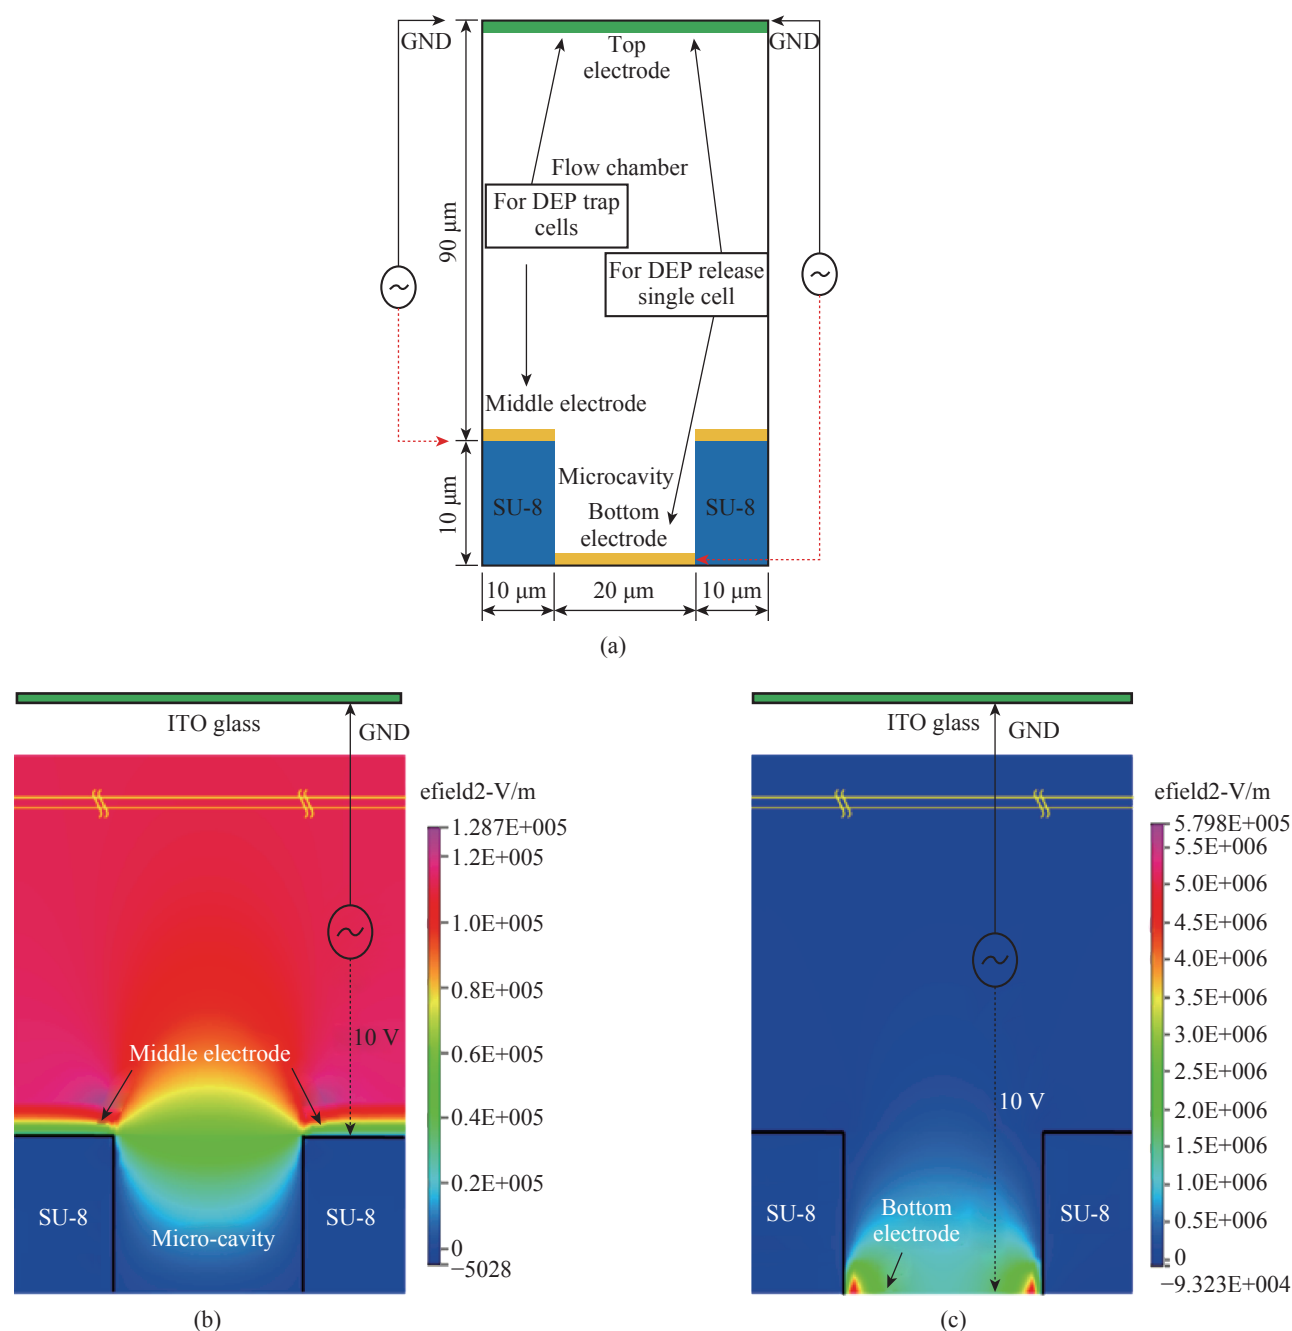 GND
GND
Top
electrode
Flow chamber
For DEP trap
cells
90 μm
For DEP release
single cell
Middle electrode
Microcavity
10 μm
SU-8
SU-8
Bottom
electrode
10 μm
20 μm
10 μm
(a)
ITO glass
GND
efield2-V/m
1.287E+005
1.2E+005
1.0E+005
0.8E+005
0.6E+005
0.4E+005
0.2E+005
0
−5028
10 V
Middle electrode
SU-8
SU-8
Micro-cavity
(b)
ITO glass
GND
efield2-V/m
5.798E+005
5.5E+006
5.0E+006
4.5E+006
4.0E+006
3.5E+006
3.0E+006
2.5E+006
2.0E+006
1.5E+006
1.0E+006
0.5E+006
0
−9.323E+004
10 V
SU-8
Bottom
electrode
SU-8
(c)